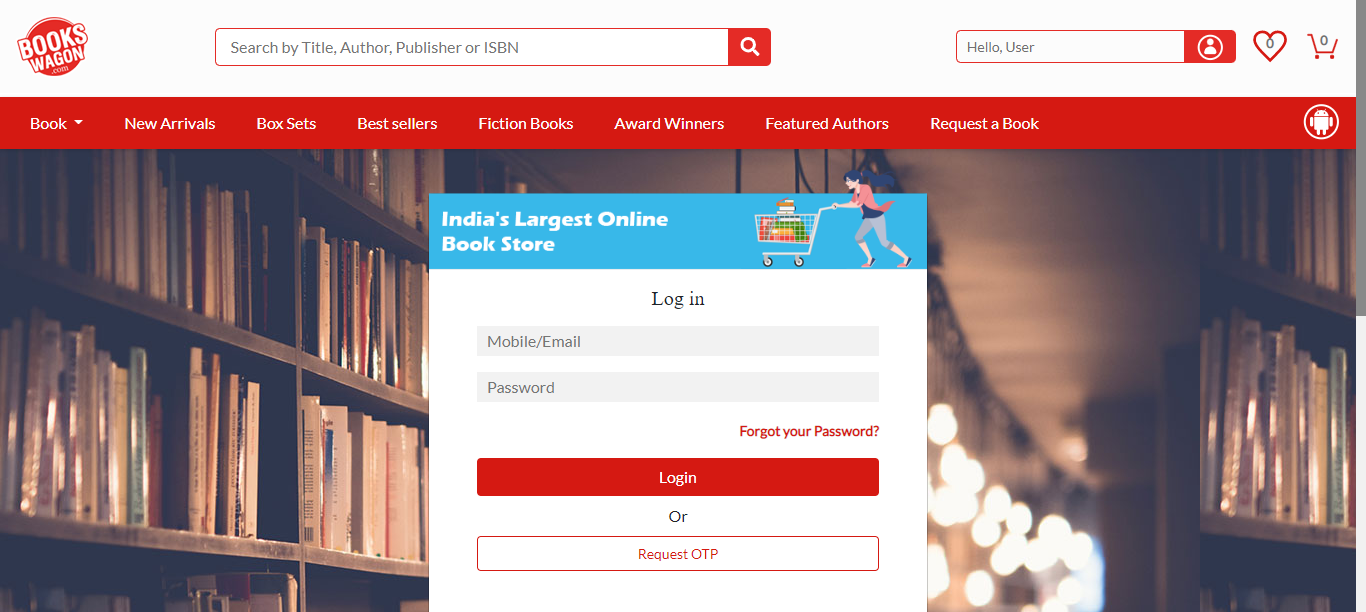 BOOKS
WAGON
.com
Search by Title, Author, Publisher or ISBN
Hello, User
0
0
Book
New Arrivals
Box Sets
Best sellers
Fiction Books
Award Winners
Featured Authors
Request a Book
India's Largest Online
Book Store
Log in
Mobile/Email
Password
Forgot your Password?
Login
Or
Request OTP